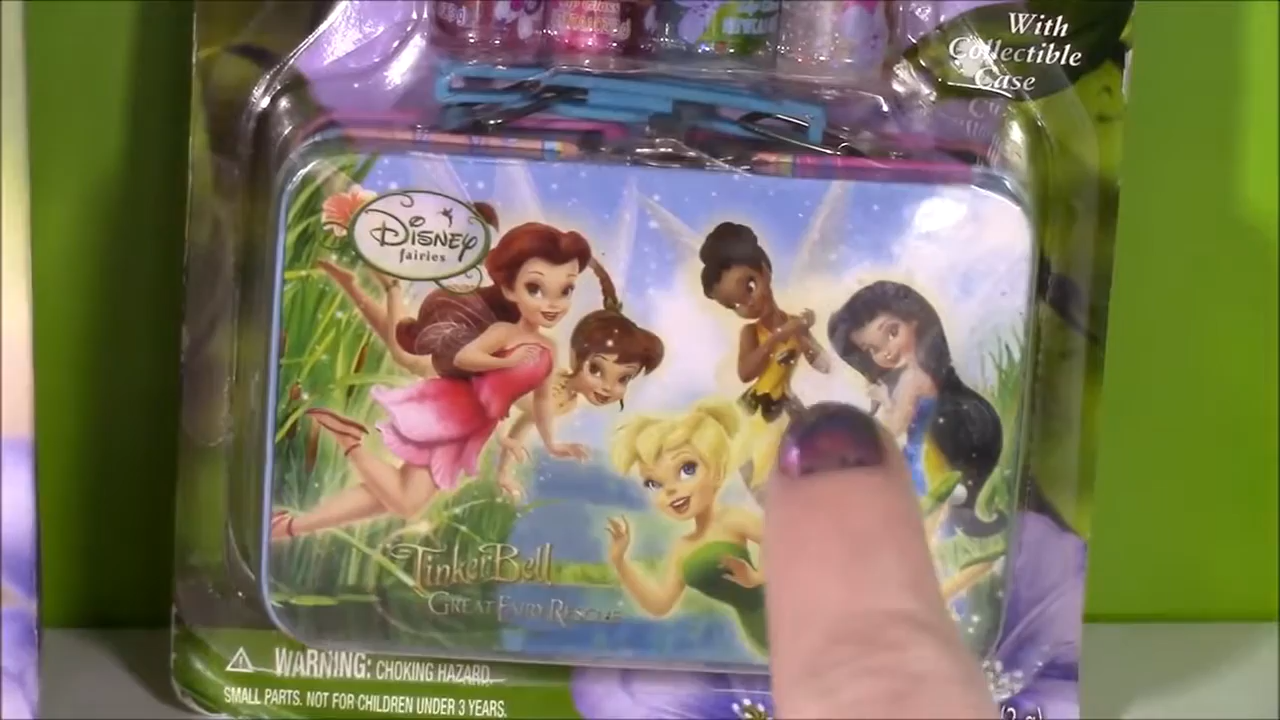 With
Collectible
Case
Disney
fairies
TinkerBell
GREAT FAIRY RESCUE
WARNING: CHOKING HAZARD.
SMALL PARTS. NOT FOR CHILDREN UNDER 3 YEARS.